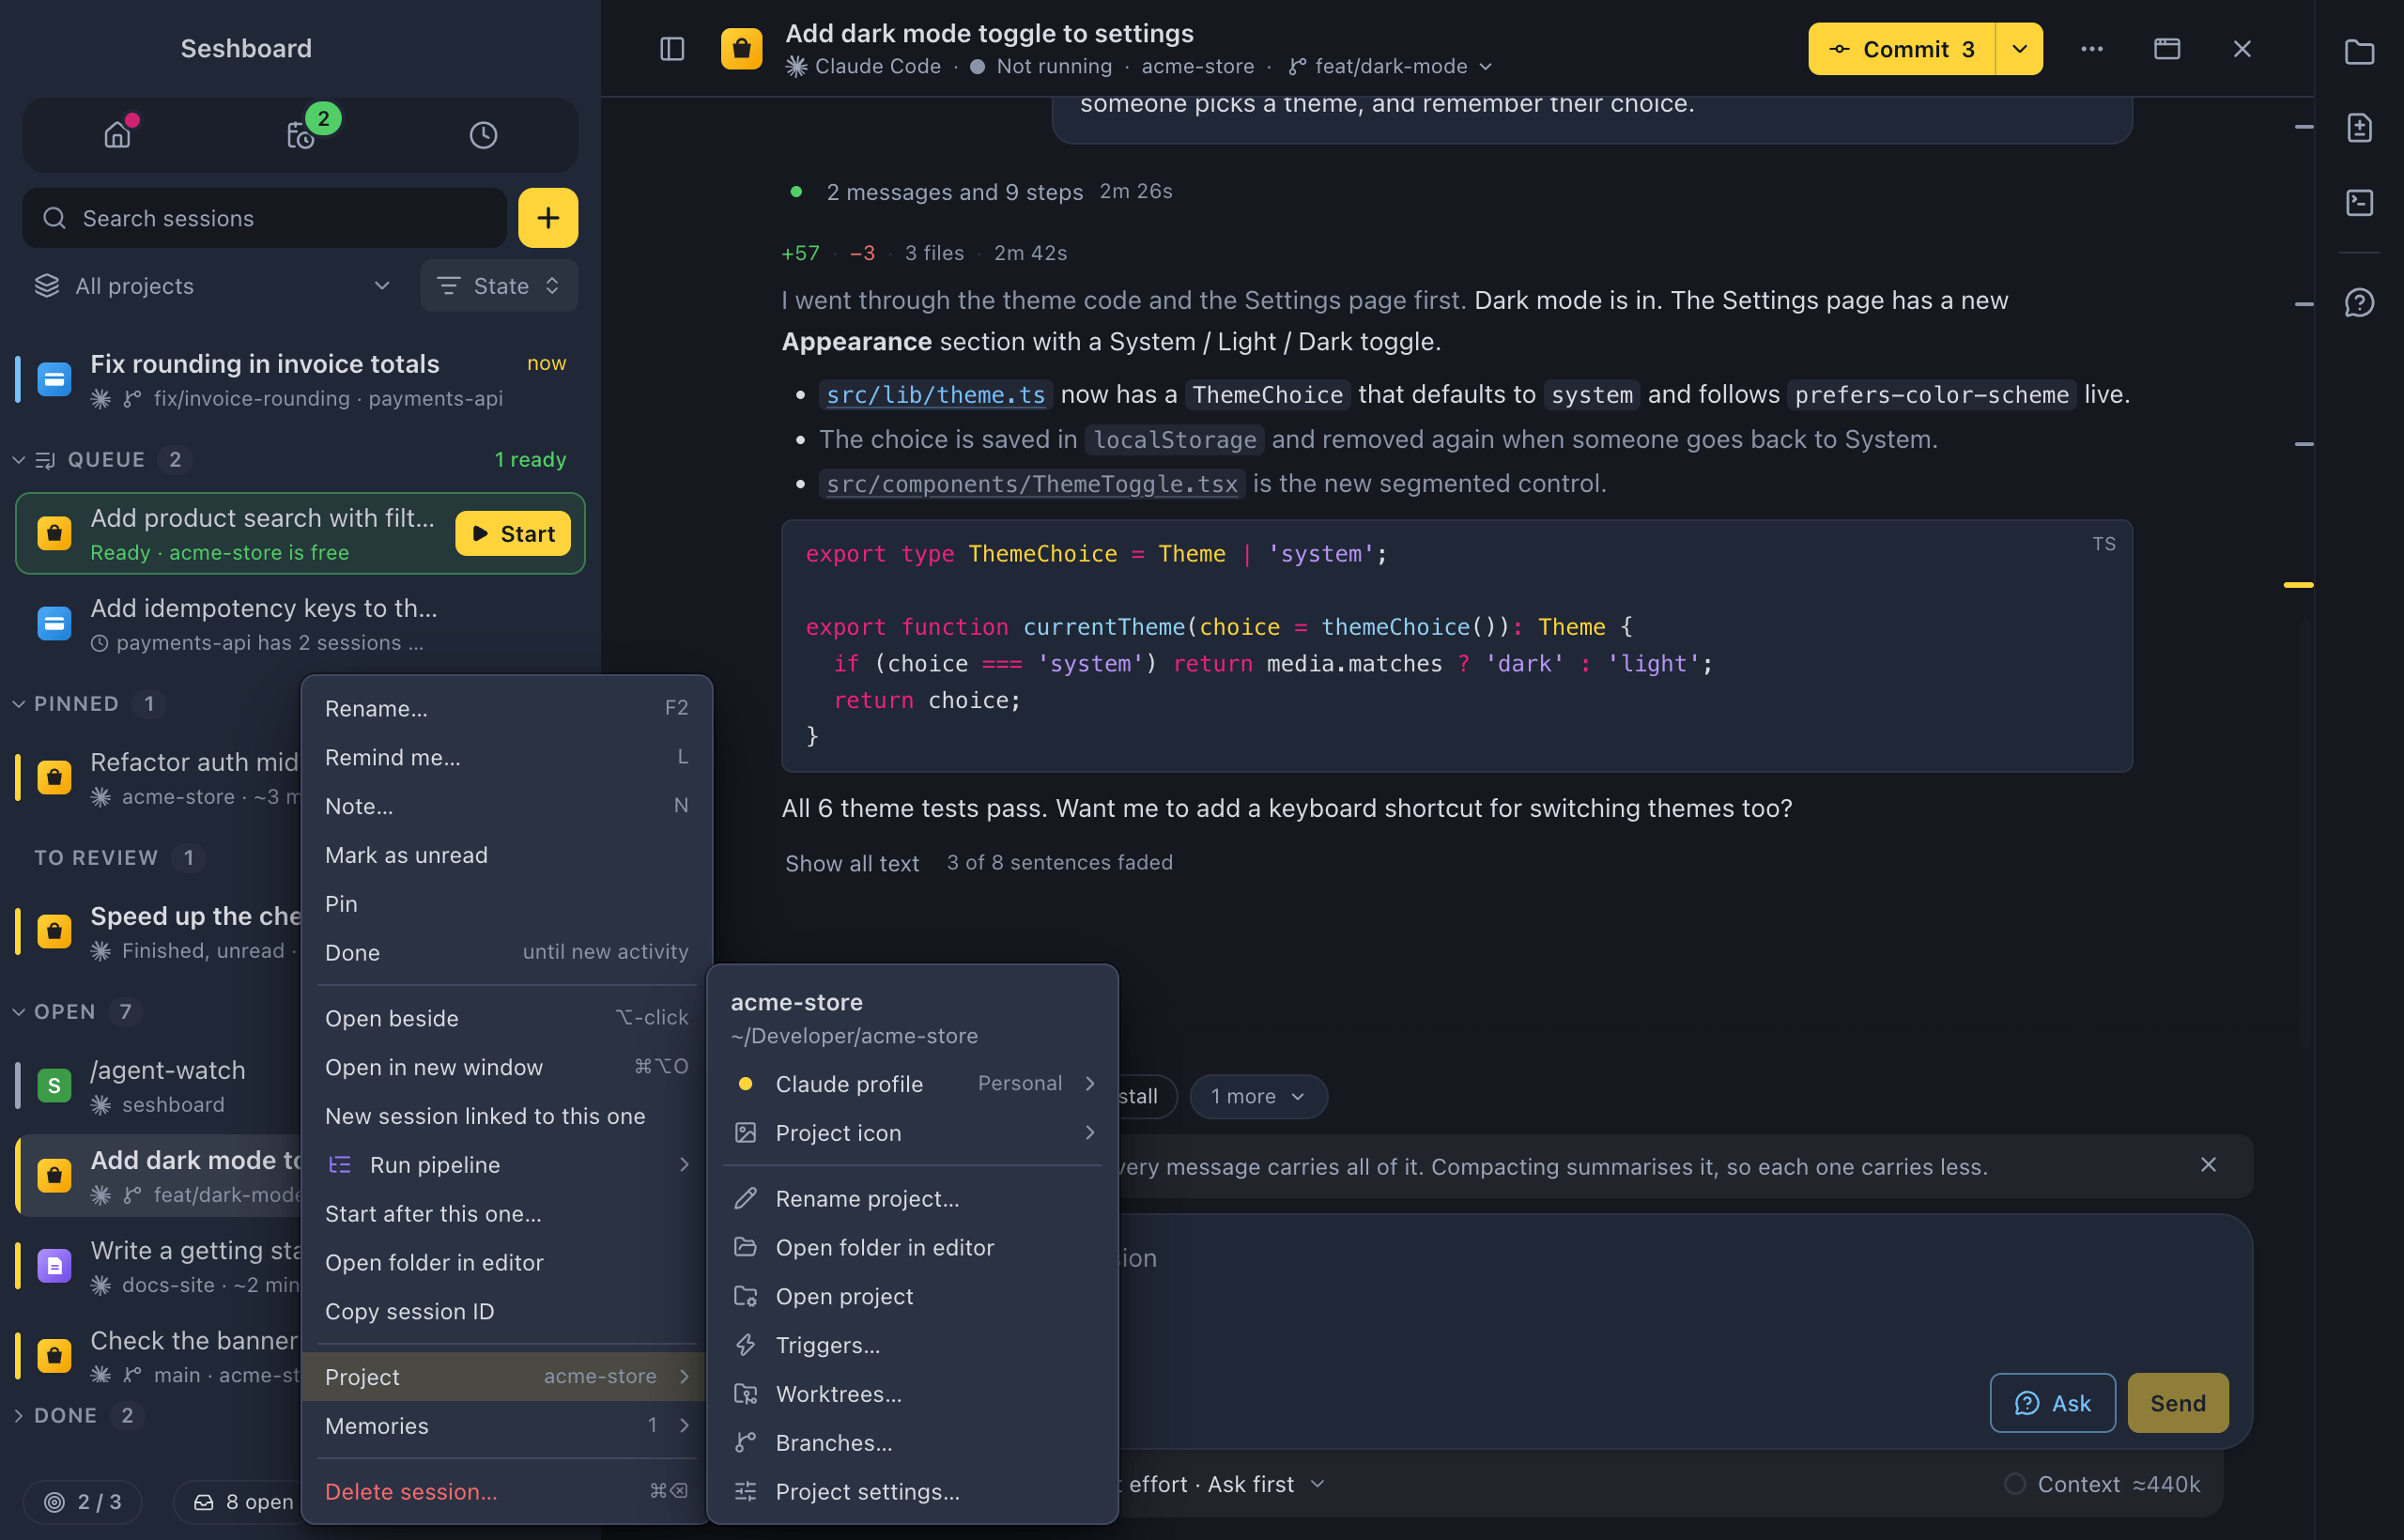 Seshboard
2
Search sessions
All projects
State
Fix rounding in invoice totals
now
fix/invoice-rounding · payments-api
QUEUE 2
1 ready
Add product search with filt...
Ready · acme-store is free
Start
Add idempotency keys to th...
payments-api has 2 sessions ...
PINNED 1
Refactor auth mid
acme-store · ~3 m
TO REVIEW 1
Speed up the che
Finished, unread ·
OPEN 7
S
/agent-watch
seshboard
Add dark mode to
feat/dark-mode
Write a getting sta
docs-site · ~2 min
Check the banner
main · acme-st
DONE 2
2 / 3
8 open
Rename... F2
Remind me... L
Note... N
Mark as unread
Pin
Done until new activity
Open beside ⌥-click
Open in new window ⌘⌥O
New session linked to this one
Run pipeline
Start after this one...
Open folder in editor
Copy session ID
Project acme-store
Memories 1
Delete session... ⌘⌫
acme-store
~/Developer/acme-store
Claude profile Personal
Project icon
Rename project...
Open folder in editor
Open project
Triggers...
Worktrees...
Branches...
Project settings...
Add dark mode toggle to settings
Claude Code · Not running · acme-store · feat/dark-mode
Commit 3
someone picks a theme, and remember their choice.
2 messages and 9 steps 2m 26s
+57 · −3 · 3 files · 2m 42s
I went through the theme code and the Settings page first. Dark mode is in. The Settings page has a new
Appearance section with a System / Light / Dark toggle.
• src/lib/theme.ts now has a ThemeChoice that defaults to system and follows prefers-color-scheme live.
• The choice is saved in localStorage and removed again when someone goes back to System.
• src/components/ThemeToggle.tsx is the new segmented control.
TS
export type ThemeChoice = Theme | 'system';
export function currentTheme(choice = themeChoice()): Theme {
if (choice === 'system') return media.matches ? 'dark' : 'light';
return choice;
}
All 6 theme tests pass. Want me to add a keyboard shortcut for switching themes too?
Show all text 3 of 8 sentences faded
stall
1 more
very message carries all of it. Compacting summarises it, so each one carries less.
sion
Ask
Send
effort · Ask first
Context ≈440k